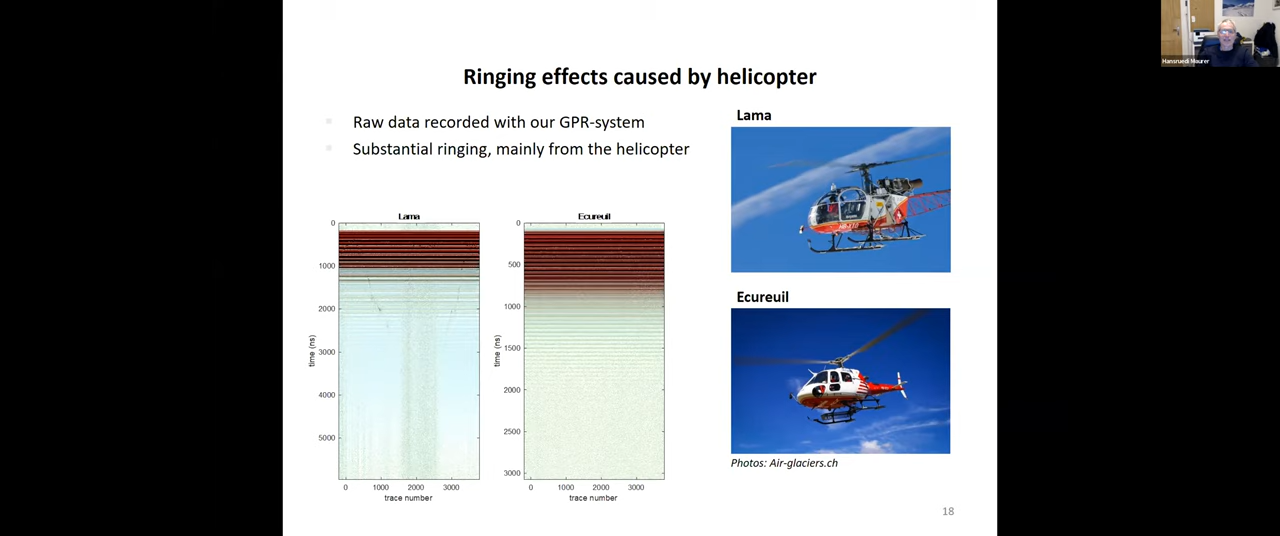 Ringing effects caused by helicopter
Raw data recorded with our GPR-system
Substantial ringing, mainly from the helicopter
Lama
0
1000
2000
3000
4000
5000
time (ns)
0
1000
2000
3000
trace number
Ecureuil
0
500
1000
1500
2000
2500
3000
time (ns)
0
1000
2000
3000
trace number
Lama
Ecureuil
Photos: Air-glaciers.ch
18
Hansruedi Maurer